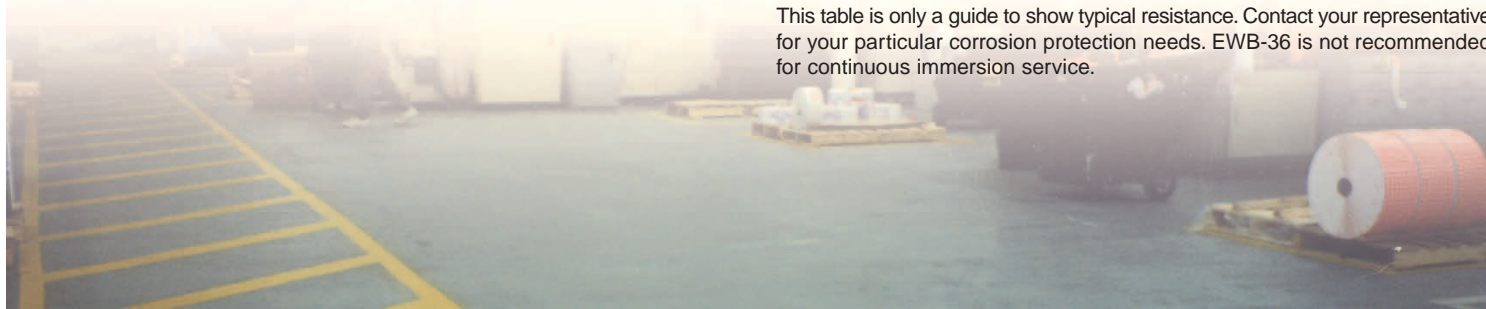 This table is only a guide to show typical resistance. Contact your representative
for your particular corrosion protection needs. EWB-36 is not recommended
for continuous immersion service.